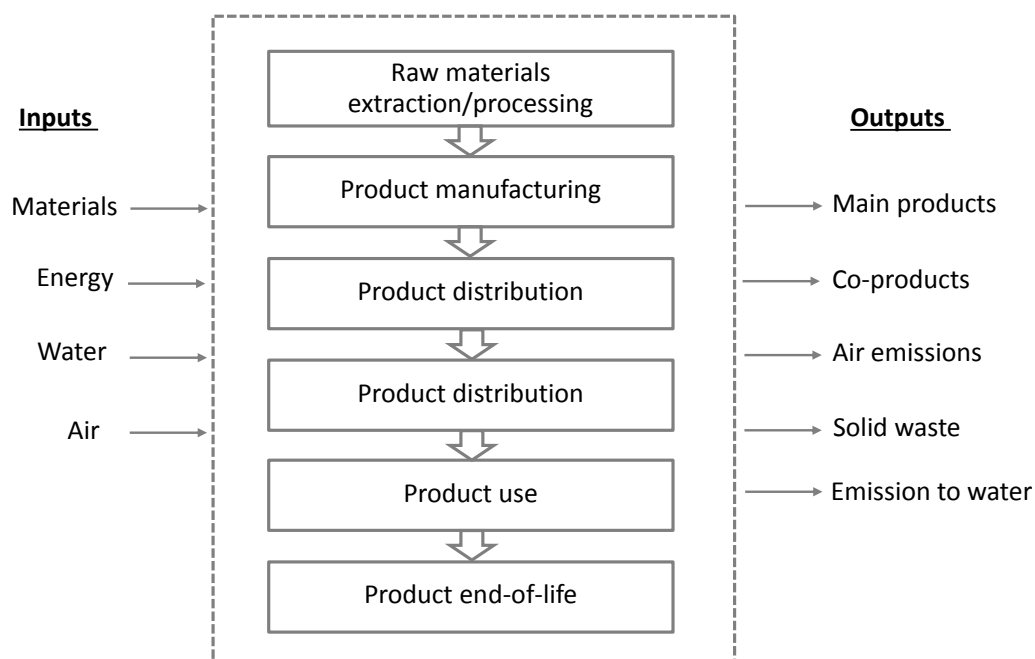 Raw materials
extraction/processing
Inputs
Outputs
Product manufacturing
Materials
Main products
Energy
Product distribution
Co-products
Water
Product distribution
Air emissions
Air
Solid waste
Product use
Emission to water
Product end-of-life